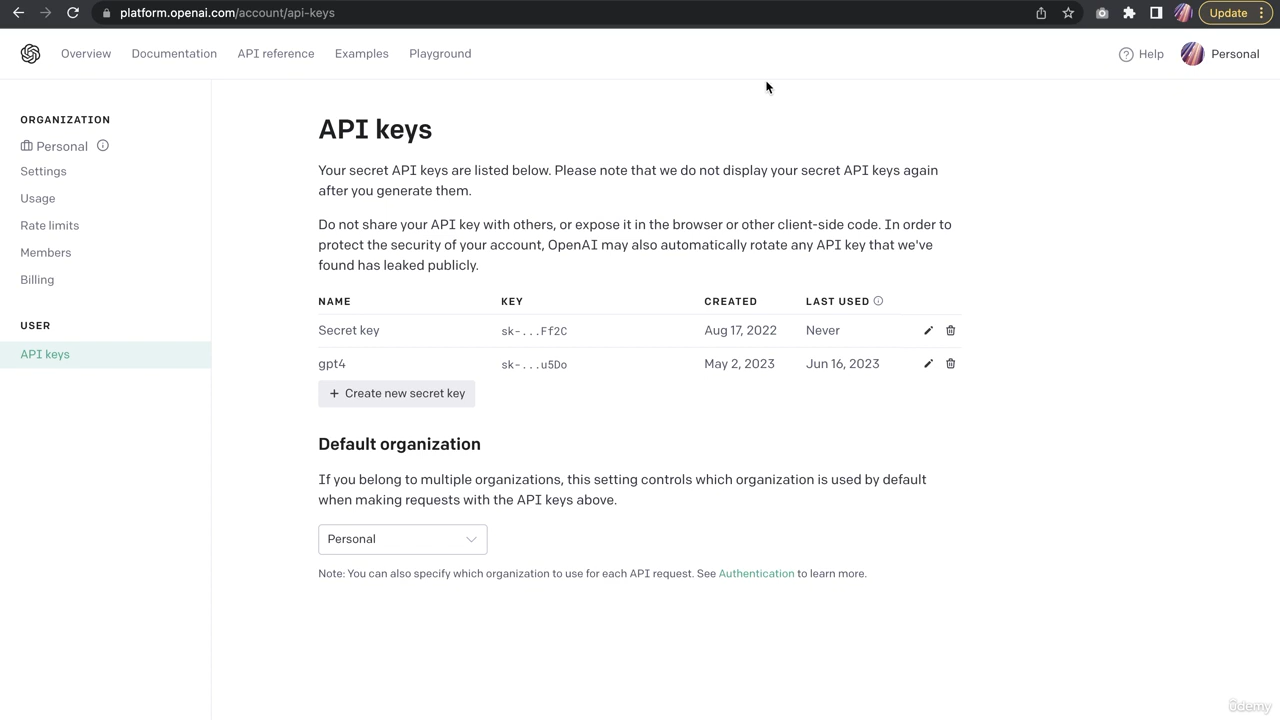 platform.openai.com/account/api-keys
Update
Overview Documentation API reference Examples Playground
Help Personal
ORGANIZATION
Personal
Settings
Usage
Rate limits
Members
Billing
USER
API keys
API keys
Your secret API keys are listed below. Please note that we do not display your secret API keys again
after you generate them.
Do not share your API key with others, or expose it in the browser or other client-side code. In order to
protect the security of your account, OpenAI may also automatically rotate any API key that we've
found has leaked publicly.
NAME KEY CREATED LAST USED
Secret key sk-...Ff2C Aug 17, 2022 Never
gpt4 sk-...u5Do May 2, 2023 Jun 16, 2023
+ Create new secret key
Default organization
If you belong to multiple organizations, this setting controls which organization is used by default
when making requests with the API keys above.
Personal
Note: You can also specify which organization to use for each API request. See Authentication to learn more.
ûdemy